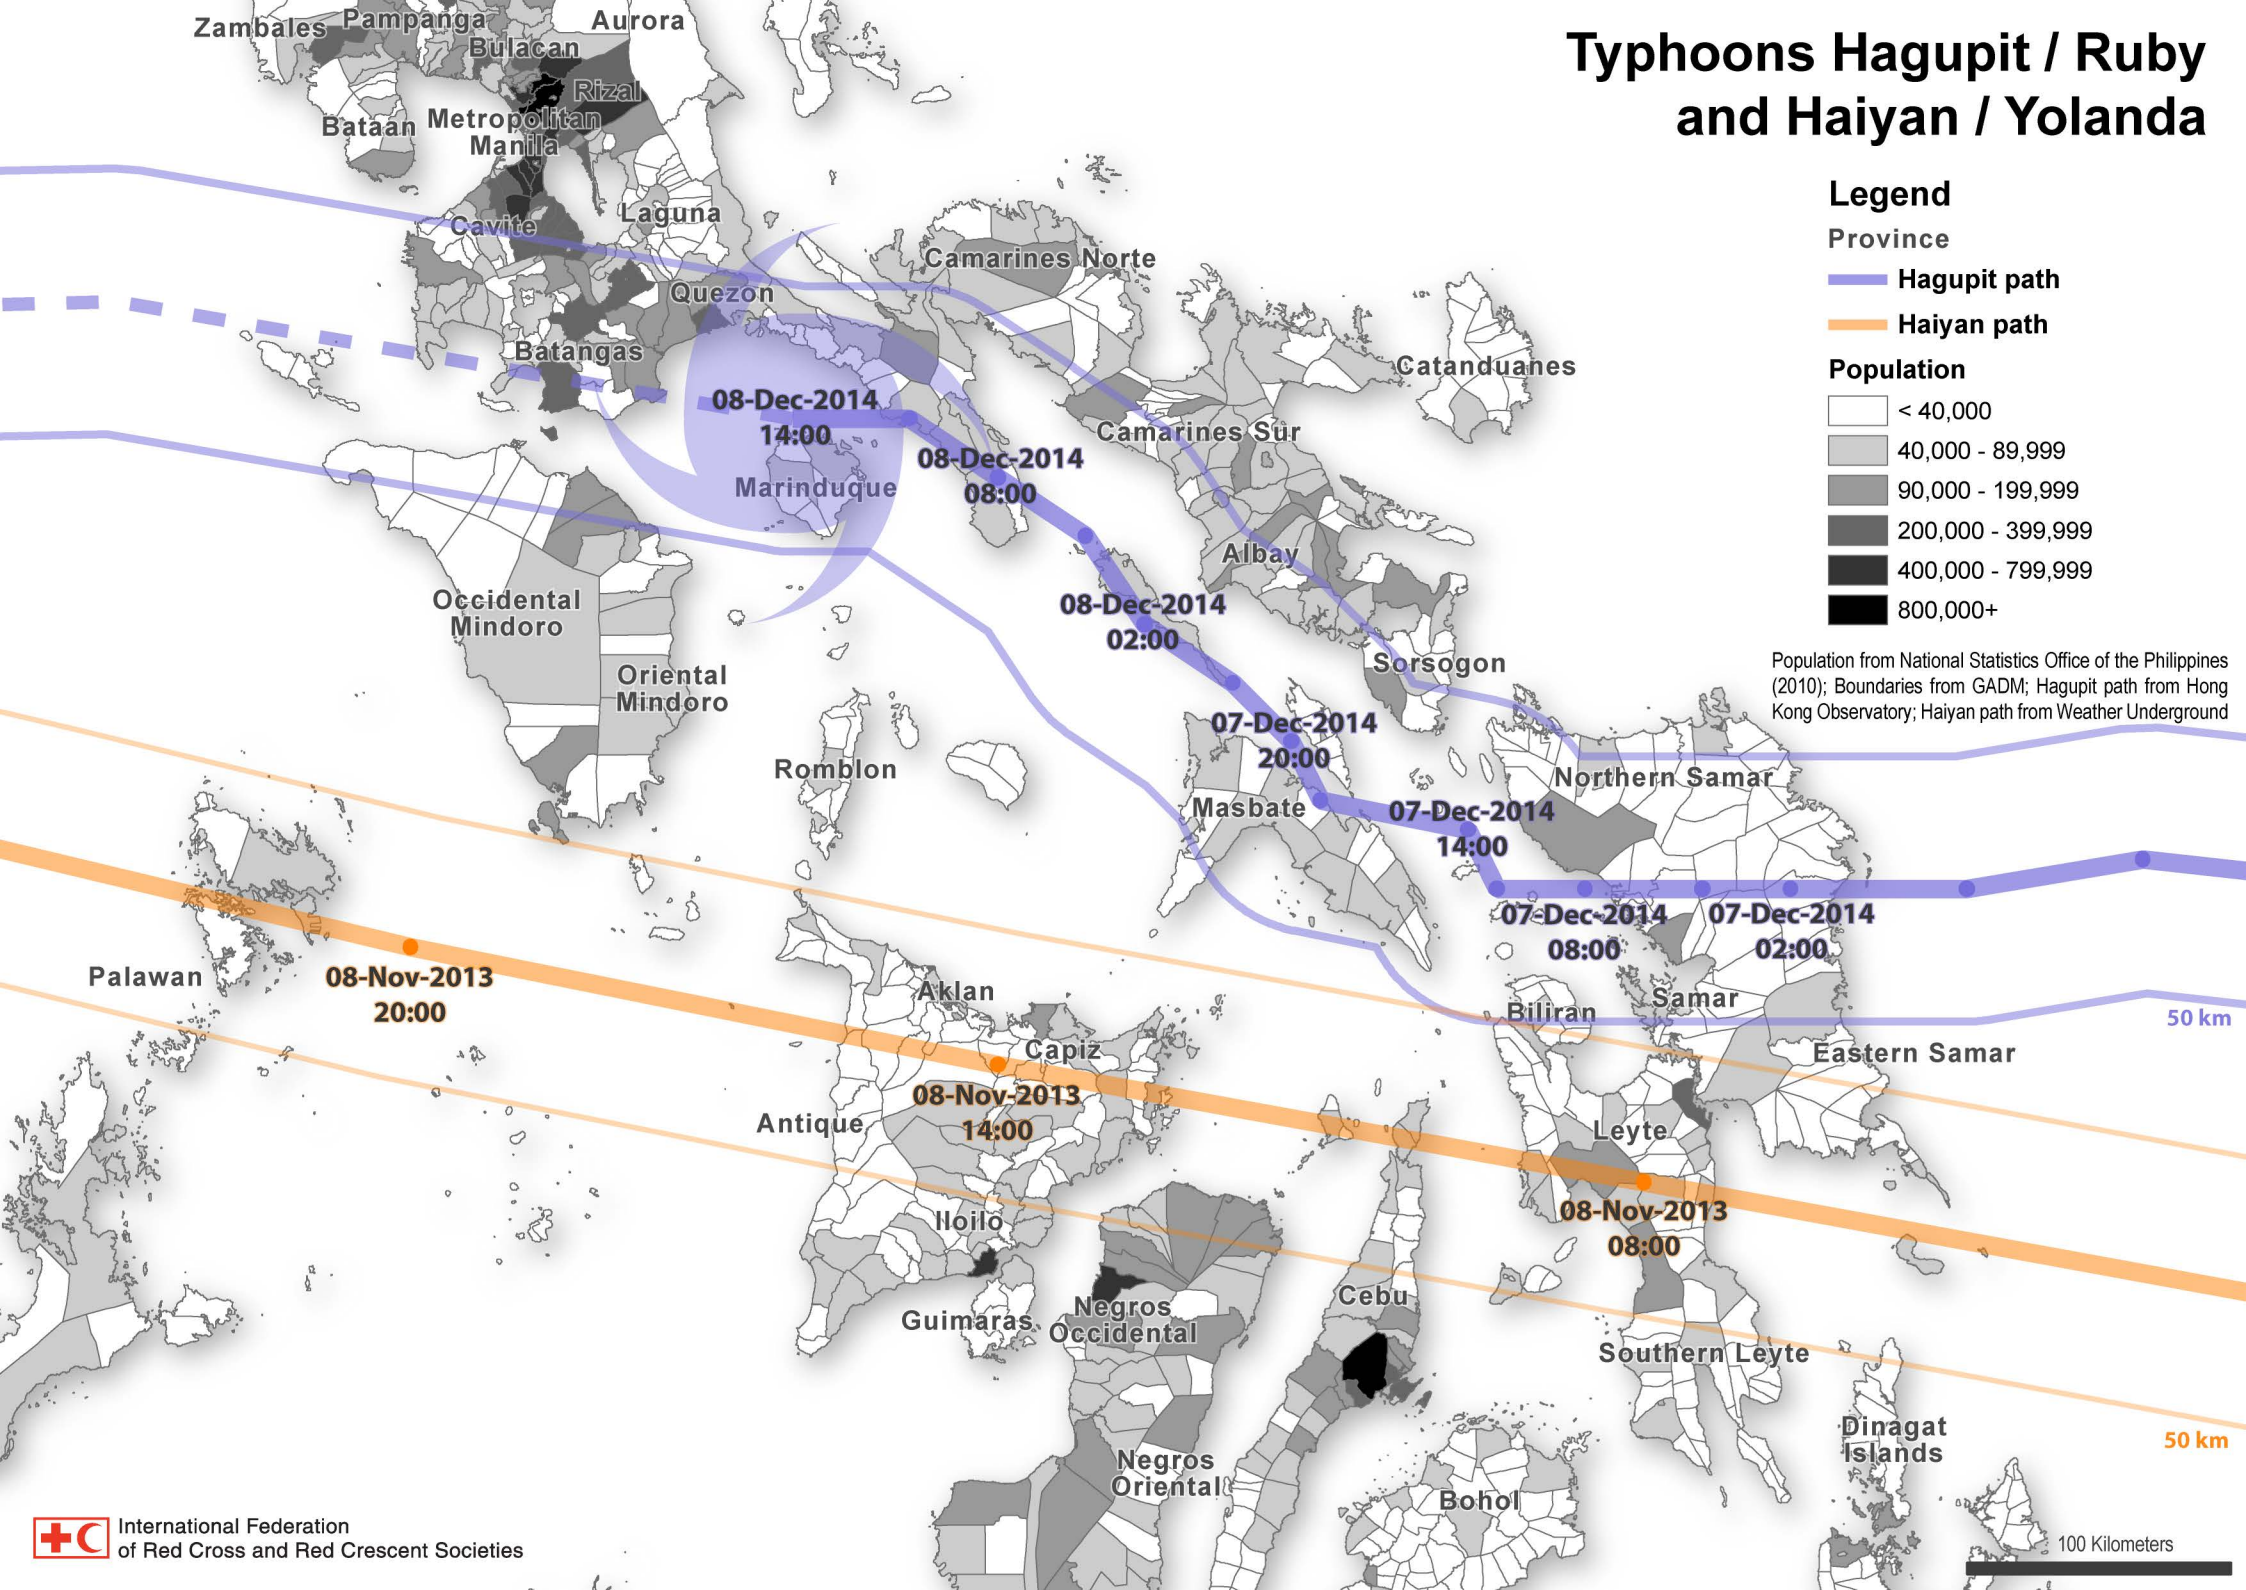 Typhoons Hagupit / Ruby
and Haiyan / Yolanda
Legend
Province
Hagupit path
Haiyan path
Population
< 40,000
40,000 - 89,999
90,000 - 199,999
200,000 - 399,999
400,000 - 799,999
800,000+
Population from National Statistics Office of the Philippines
(2010); Boundaries from GADM; Hagupit path from Hong
Kong Observatory; Haiyan path from Weather Underground
Zambales
Pampanga
Aurora
Bulacan
Rizal
Bataan
Metropolitan
Manila
Cavite
Laguna
Camarines Norte
Quezon
Batangas
Catanduanes
08-Dec-2014
14:00
Camarines Sur
08-Dec-2014
08:00
Marinduque
Albay
Occidental
Mindoro
08-Dec-2014
02:00
Sorsogon
Oriental
Mindoro
07-Dec-2014
20:00
Romblon
Northern Samar
Masbate
07-Dec-2014
14:00
07-Dec-2014
08:00
07-Dec-2014
02:00
Palawan
08-Nov-2013
20:00
Aklan
Samar
Biliran
50 km
Capiz
Eastern Samar
08-Nov-2013
14:00
Antique
Leyte
08-Nov-2013
08:00
Iloilo
Cebu
Guimaras
Negros
Occidental
Southern Leyte
Dinagat
Islands
50 km
Negros
Oriental
Bohol
100 Kilometers
International Federation
of Red Cross and Red Crescent Societies